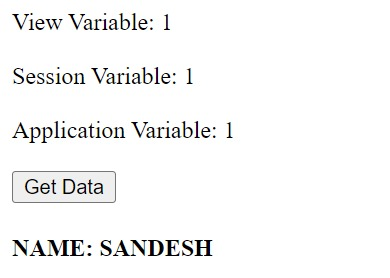 View Variable: 1
Session Variable: 1
Application Variable: 1
Get Data
NAME: SANDESH